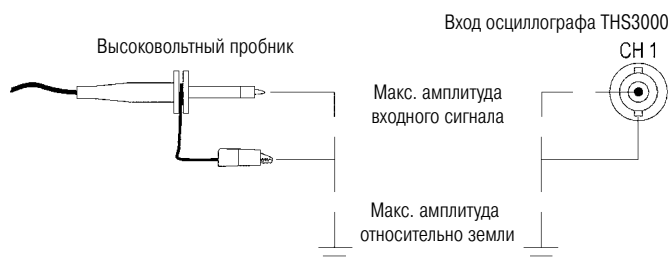 Вход осциллографа THS3000
Высоковольтный пробник
CH 1
Макс. амплитуда
входного сигнала
Макс. амплитуда
относительно земли